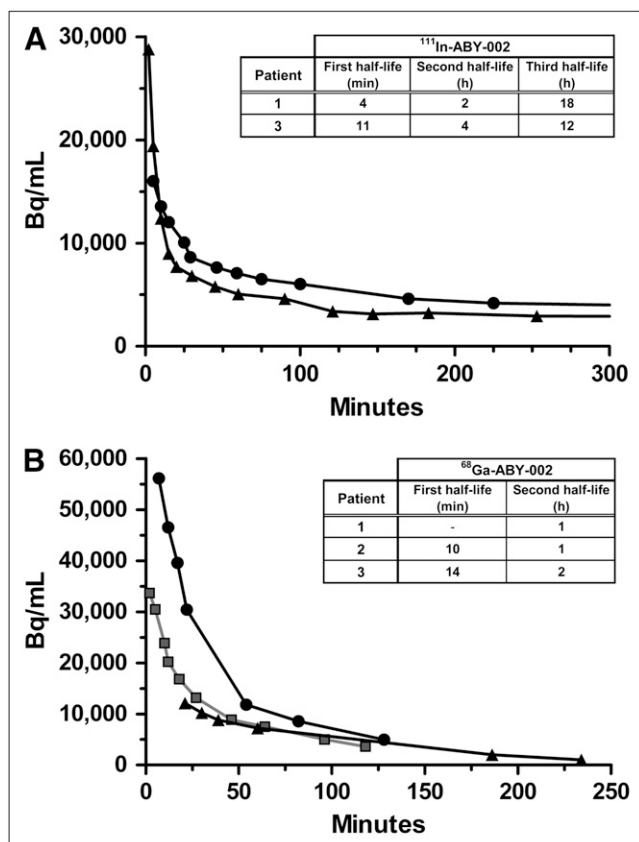 A
30,000
20,000
10,000
0
Bq/mL
0 100 200 300
Minutes
¹¹¹In-ABY-002
Patient First half-life (min) Second half-life (h) Third half-life (h)
1 4 2 18
3 11 4 12
B
60,000
50,000
40,000
30,000
20,000
10,000
0
Bq/mL
0 50 100 150 200 250
Minutes
⁶⁸Ga-ABY-002
Patient First half-life (min) Second half-life (h)
1 - 1
2 10 1
3 14 2